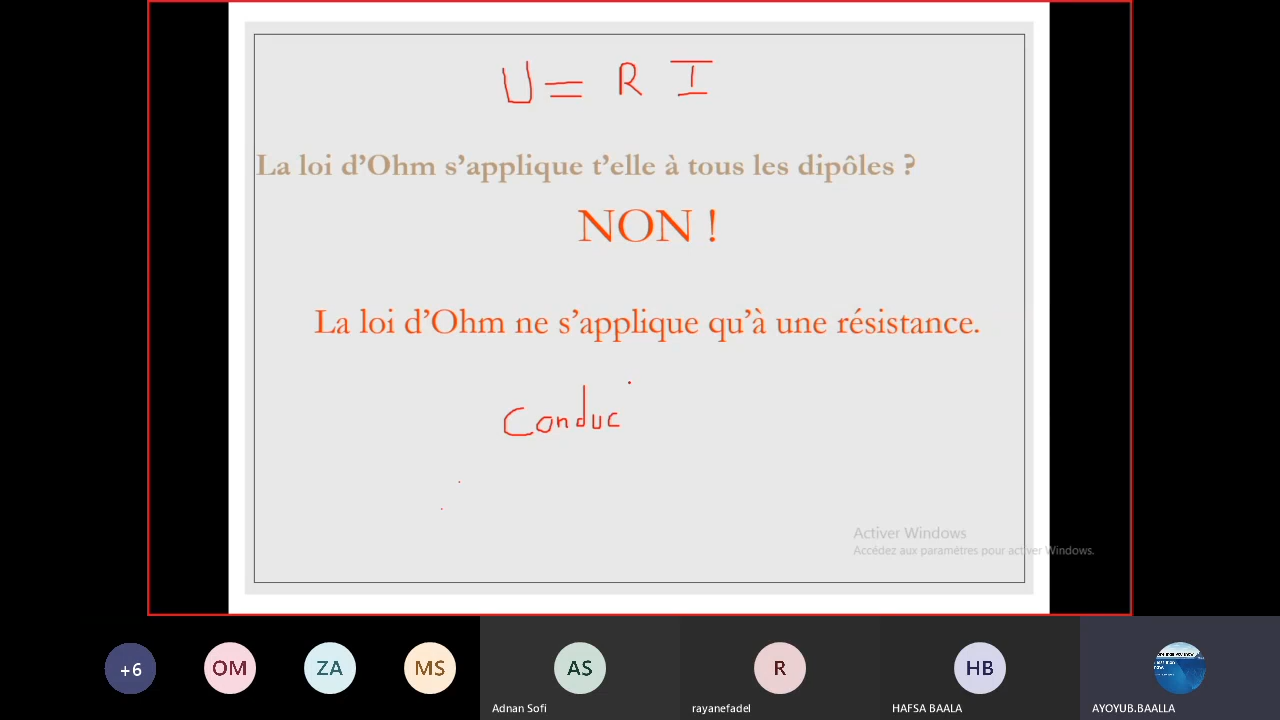 U = R I
La loi d'Ohm s'applique t'elle à tous les dipôles ?
NON !
La loi d'Ohm ne s'applique qu'à une résistance.
Conduc
Activer Windows
Accédez aux paramètres pour activer Windows.
+6
OM
ZA
MS
AS
R
HB
Adnan Sofi
rayanefadel
HAFSA BAALA
AYOYUB.BAALLA